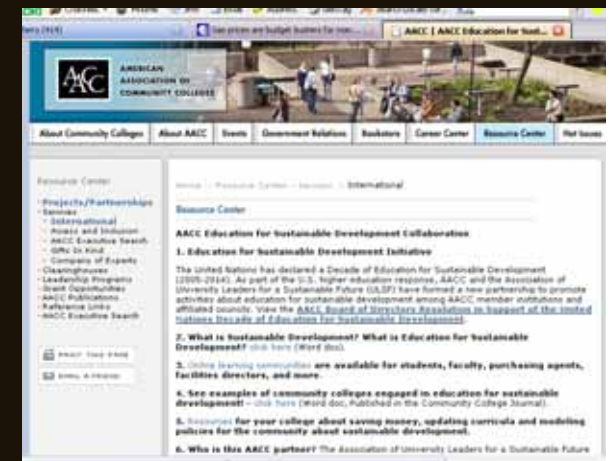 Gas prices are budget busters for
AACC | AACC Education for Sust...
AACC
AMERICAN
ASSOCIATION OF
COMMUNITY COLLEGES
About Community Colleges
About AACC
Events
Government Relations
Bookstore
Career Center
Resource Center
Hot Issues
Resource Center
Projects/Partnerships
Services
International
Access and Inclusion
AACC Executive Search
Gifts In Kind
Company of Experts
Clearinghouses
Leadership Programs
Grant Opportunities
AACC Publications
Reference Links
AACC Executive Search
PRINT THIS PAGE
EMAIL A FRIEND
Home : Resource Center : Services : International
Resource Center
AACC Education for Sustainable Development Collaboration
1. Education for Sustainable Development Initiative
The United Nations has declared a Decade of Education for Sustainable Development
(2005-2014). As part of the U.S. higher education response, AACC and the Association of
University Leaders for a Sustainable Future (ULSF) have formed a new partnership to promote
activities about education for sustainable development among AACC member institutions and
affiliated councils. View the AACC Board of Directors Resolution in Support of the United
Nations Decade of Education for Sustainable Development.
2. What is Sustainable Development? What is Education for Sustainable
Development? click here (Word doc).
3. Online learning communities are available for students, faculty, purchasing agents,
facilities directors, and more.
4. See examples of community colleges engaged in education for sustainable
development! - click here (Word doc, Published in the Community College Journal).
5. Resources for your college about saving money, updating curricula and modeling
policies for the community about sustainable development.
6. Who is this AACC partner? The Association of University Leaders for a Sustainable Future